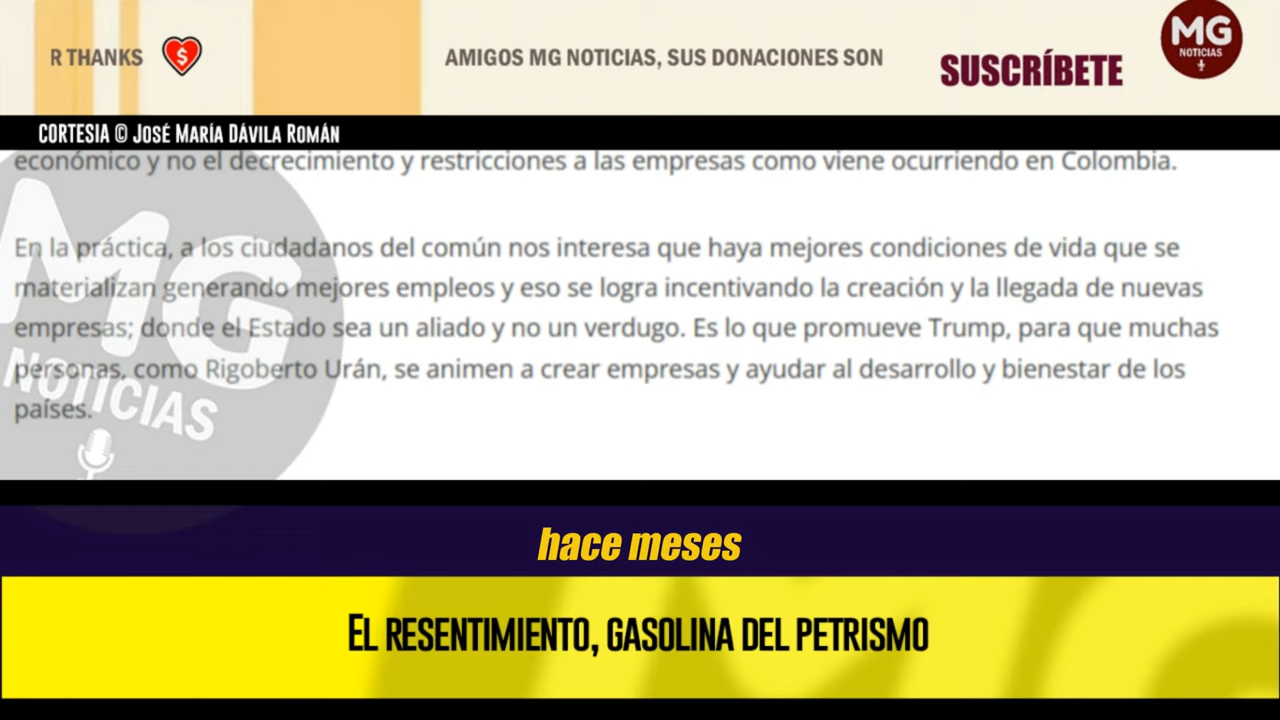 R THANKS
AMIGOS MG NOTICIAS, SUS DONACIONES SON
SUSCRÍBETE
MG
NOTICIAS
CORTESIA © JOSÉ MARÍA DÁVILA ROMÁN
económico y no el decrecimiento y restricciones a las empresas como viene ocurriendo en Colombia.
En la práctica, a los ciudadanos del común nos interesa que haya mejores condiciones de vida que se
materializan generando mejores empleos y eso se logra incentivando la creación y la llegada de nuevas
empresas; donde el Estado sea un aliado y no un verdugo. Es lo que promueve Trump, para que muchas
personas, como Rigoberto Urán, se animen a crear empresas y ayudar al desarrollo y bienestar de los
países.
MG
NOTICIAS
hace meses
EL RESENTIMIENTO, GASOLINA DEL PETRISMO